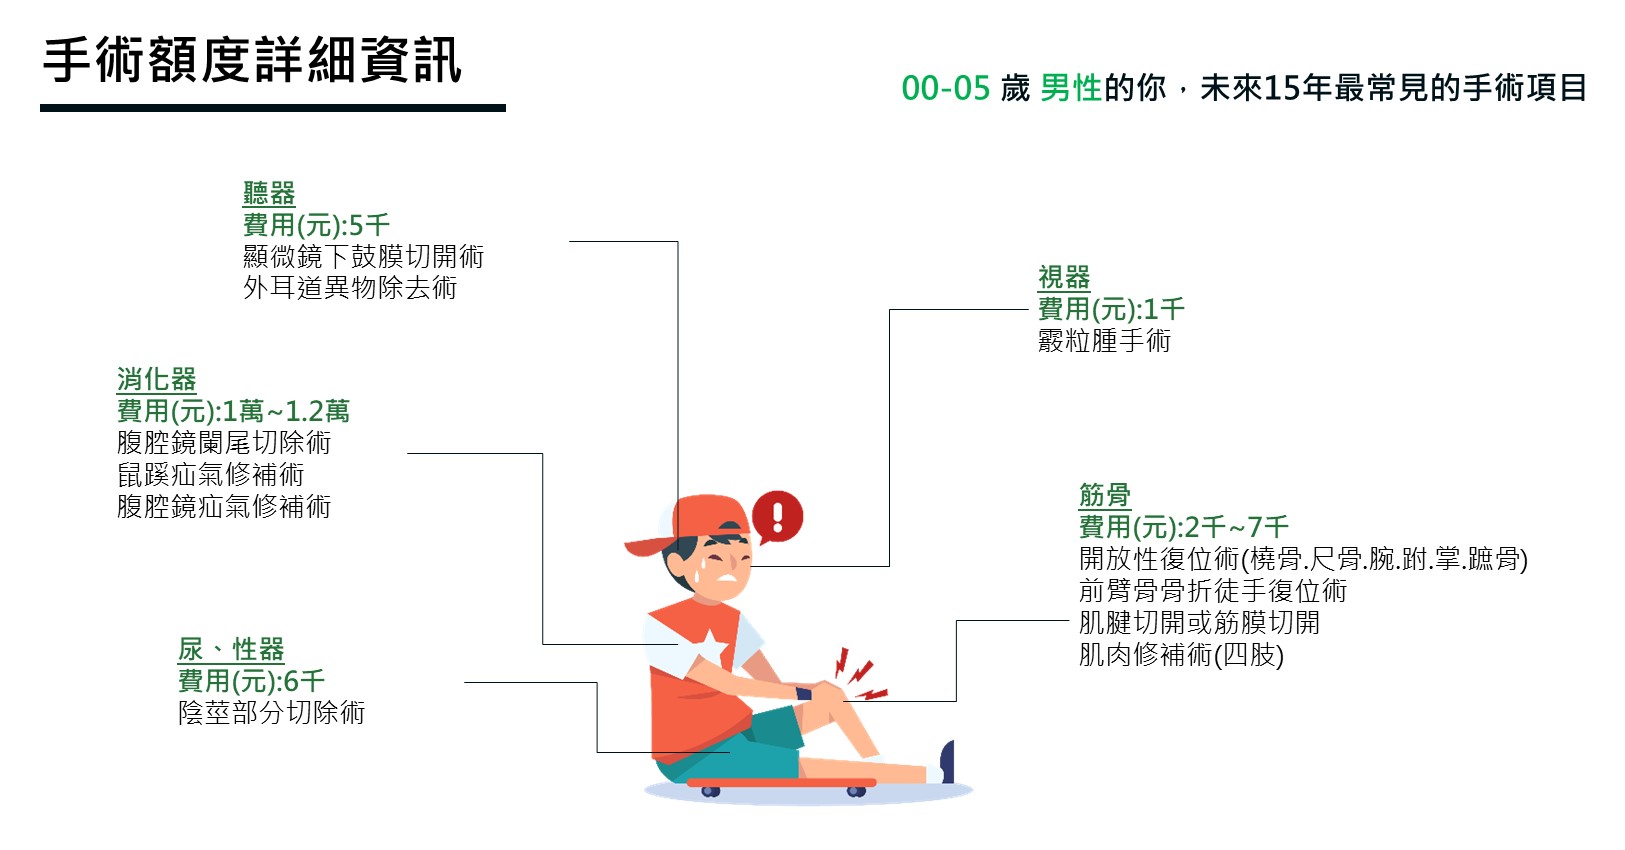 手術額度詳細資訊
00-05 歲 男性的你，未來15年最常見的手術項目
聽器
費用(元):5千
顯微鏡下鼓膜切開術
外耳道異物除去術
視器
費用(元):1千
霰粒腫手術
消化器
費用(元):1萬~1.2萬
腹腔鏡闌尾切除術
鼠蹊疝氣修補術
腹腔鏡疝氣修補術
筋骨
費用(元):2千~7千
開放性復位術(橈骨.尺骨.腕.跗.掌.蹠骨)
前臂骨骨折徒手復位術
肌腱切開或筋膜切開
肌肉修補術(四肢)
尿、性器
費用(元):6千
陰莖部分切除術